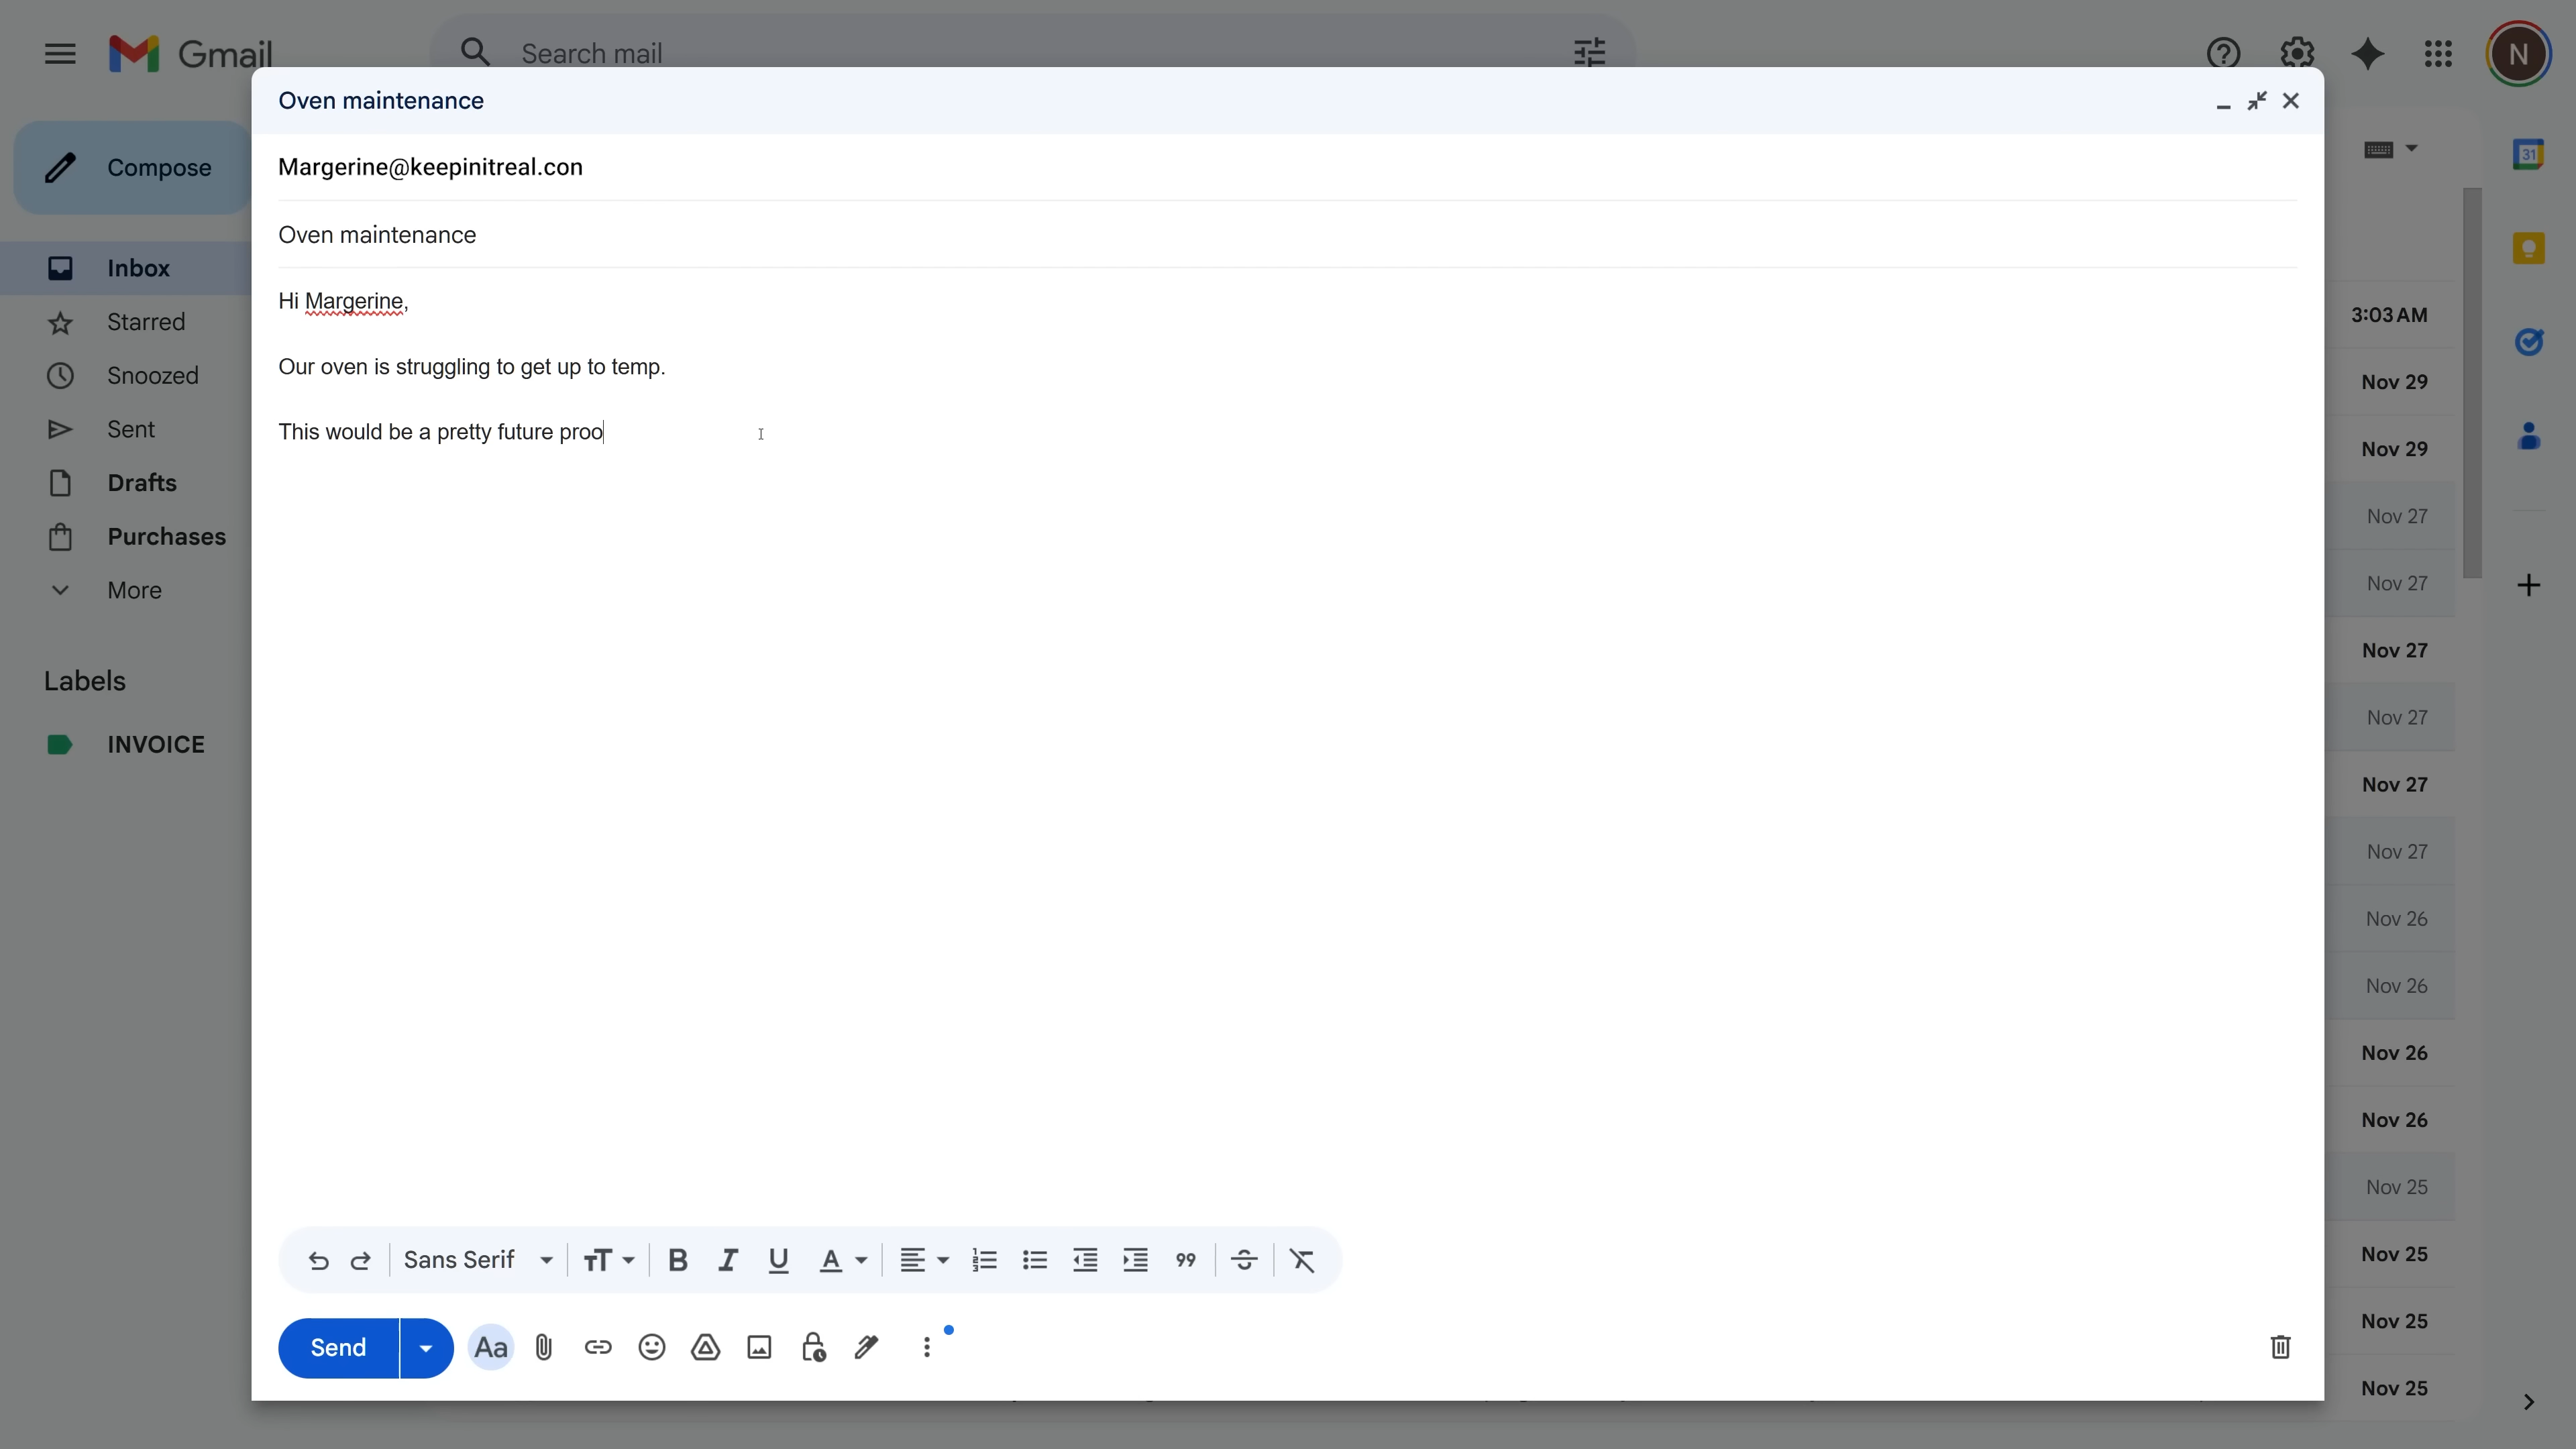 Gmail
Search mail
N
Compose
Inbox
Starred
Snoozed
Sent
Drafts
Purchases
More
Labels
INVOICE
Oven maintenance
Margerine@keepinitreal.con
Oven maintenance
Hi Margerine,
Our oven is struggling to get up to temp.
This would be a pretty future proo
Sans Serif
Send
Aa
3:03 AM
Nov 29
Nov 29
Nov 27
Nov 27
Nov 27
Nov 27
Nov 27
Nov 27
Nov 26
Nov 26
Nov 26
Nov 26
Nov 25
Nov 25
Nov 25
Nov 25
31